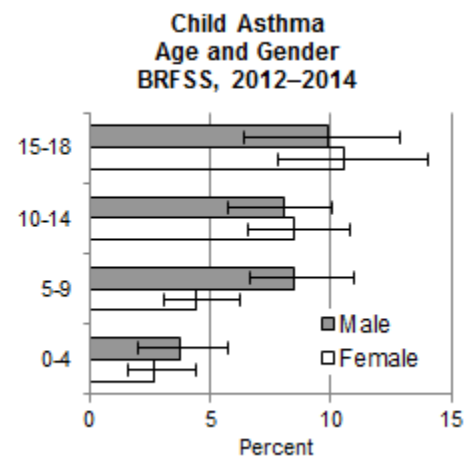 Child Asthma
Age and Gender
BRFSS, 2012–2014
15-18
10-14
5-9
0-4
Male
Female
0 5 10 15
Percent